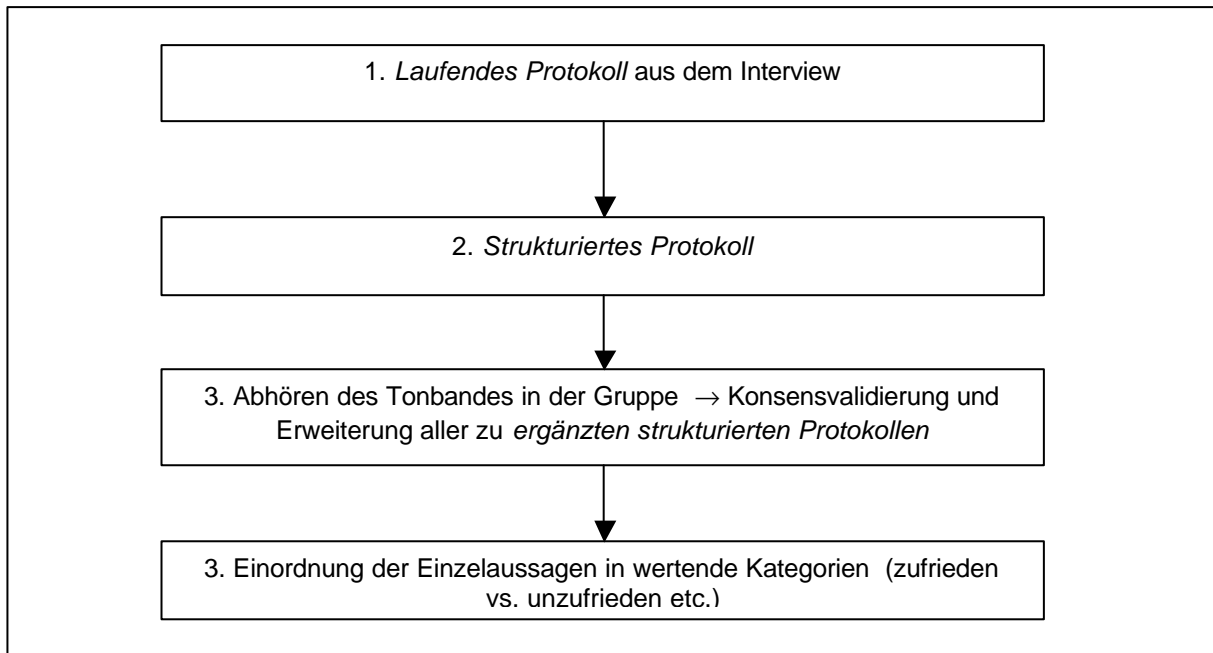 1. Laufendes Protokoll aus dem Interview
2. Strukturiertes Protokoll
3. Abhören des Tonbandes in der Gruppe → Konsensvalidierung und
Erweiterung aller zu ergänzten strukturierten Protokollen
3. Einordnung der Einzelaussagen in wertende Kategorien (zufrieden
vs. unzufrieden etc.)